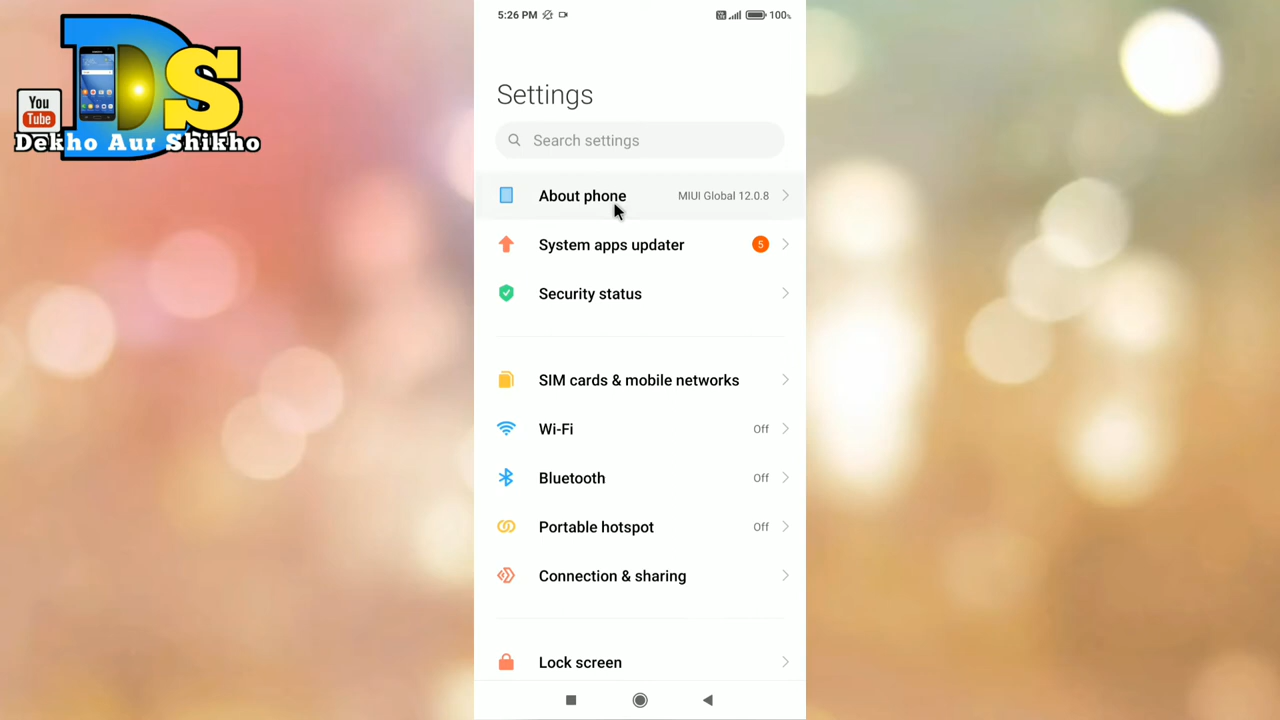 You
Tube
DS
Dekho Aur Shikho
5:26 PM
100%
Settings
Search settings
About phone
MIUI Global 12.0.8
System apps updater
5
Security status
SIM cards & mobile networks
Wi-Fi
Off
Bluetooth
Off
Portable hotspot
Off
Connection & sharing
Lock screen